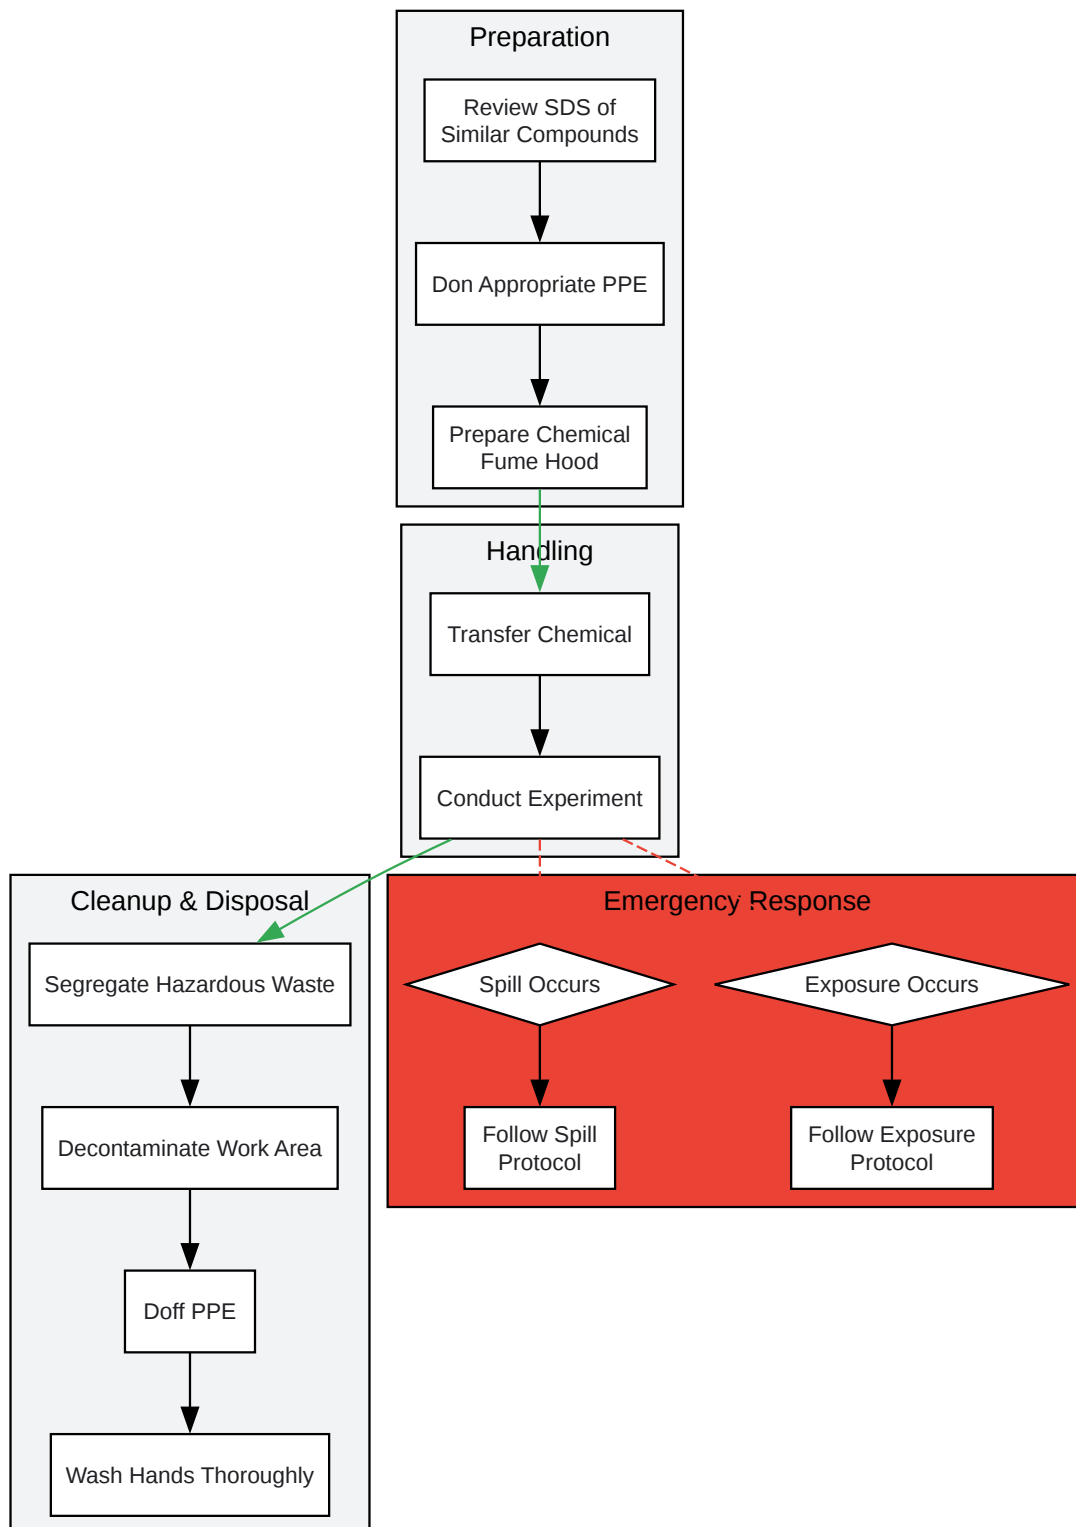 Preparation
Review SDS of
Similar Compounds
Don Appropriate PPE
Prepare Chemical
Fume Hood
Handling
Transfer Chemical
Conduct Experiment
Cleanup & Disposal
Segregate Hazardous Waste
Decontaminate Work Area
Doff PPE
Wash Hands Thoroughly
Emergency Response
Spill Occurs
Exposure Occurs
Follow Spill
Protocol
Follow Exposure
Protocol